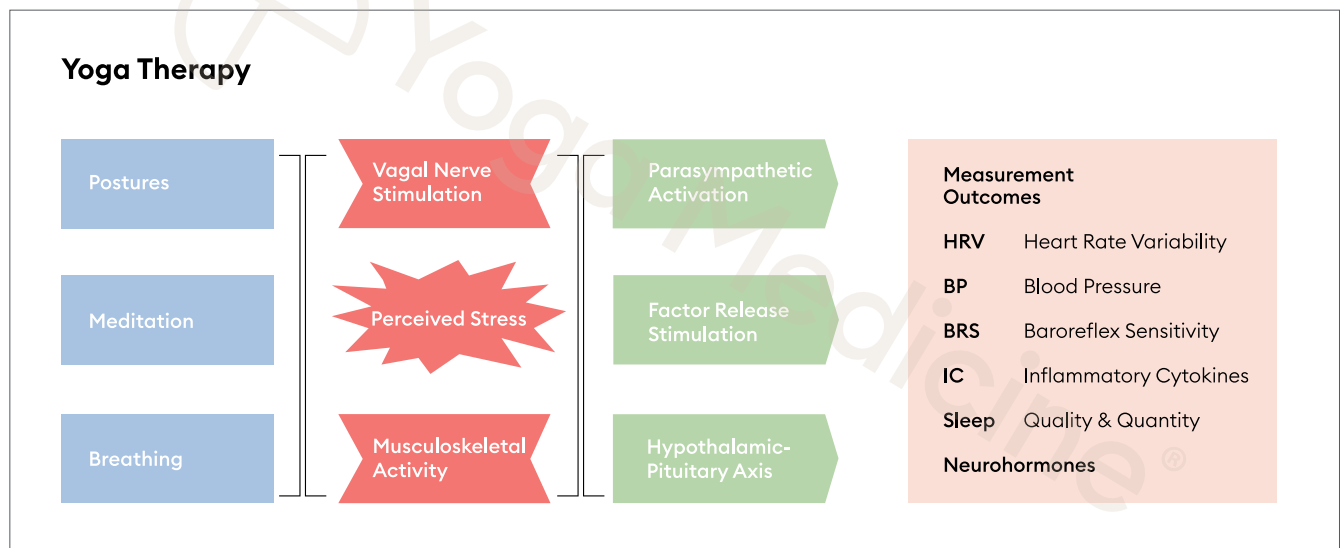 Yoga Therapy
Postures
Meditation
Breathing
Vagal Nerve
Stimulation
Perceived Stress
Musculoskeletal
Activity
Parasympathetic
Activation
Factor Release
Stimulation
Hypothalamic-
Pituitary Axis
Measurement
Outcomes
HRV Heart Rate Variability
BP Blood Pressure
BRS Baroreflex Sensitivity
IC Inflammatory Cytokines
Sleep Quality & Quantity
Neurohormones
Yoga Medicine ®